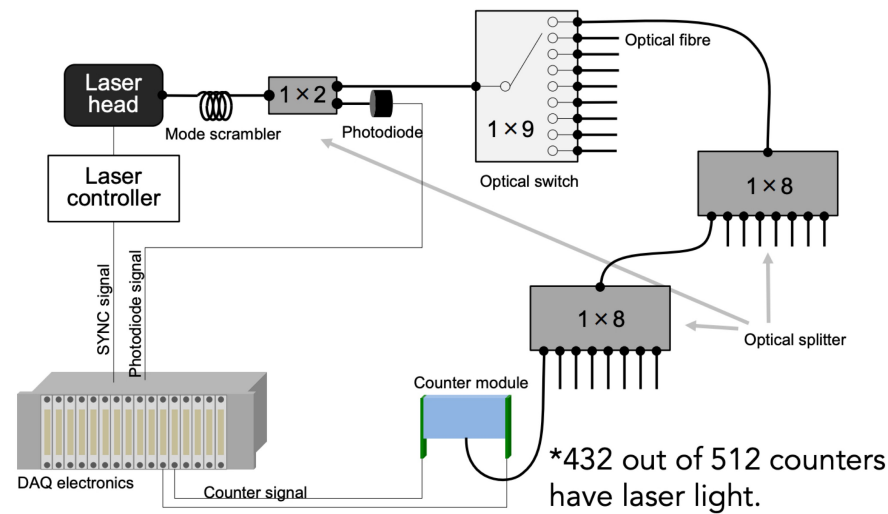 Laser
head
Mode scrambler
1×2
Photodiode
1×9
Optical switch
Optical fibre
1×8
Laser
controller
SYNC signal
Photodiode signal
1×8
Optical splitter
Counter module
DAQ electronics
Counter signal
*432 out of 512 counters
have laser light.